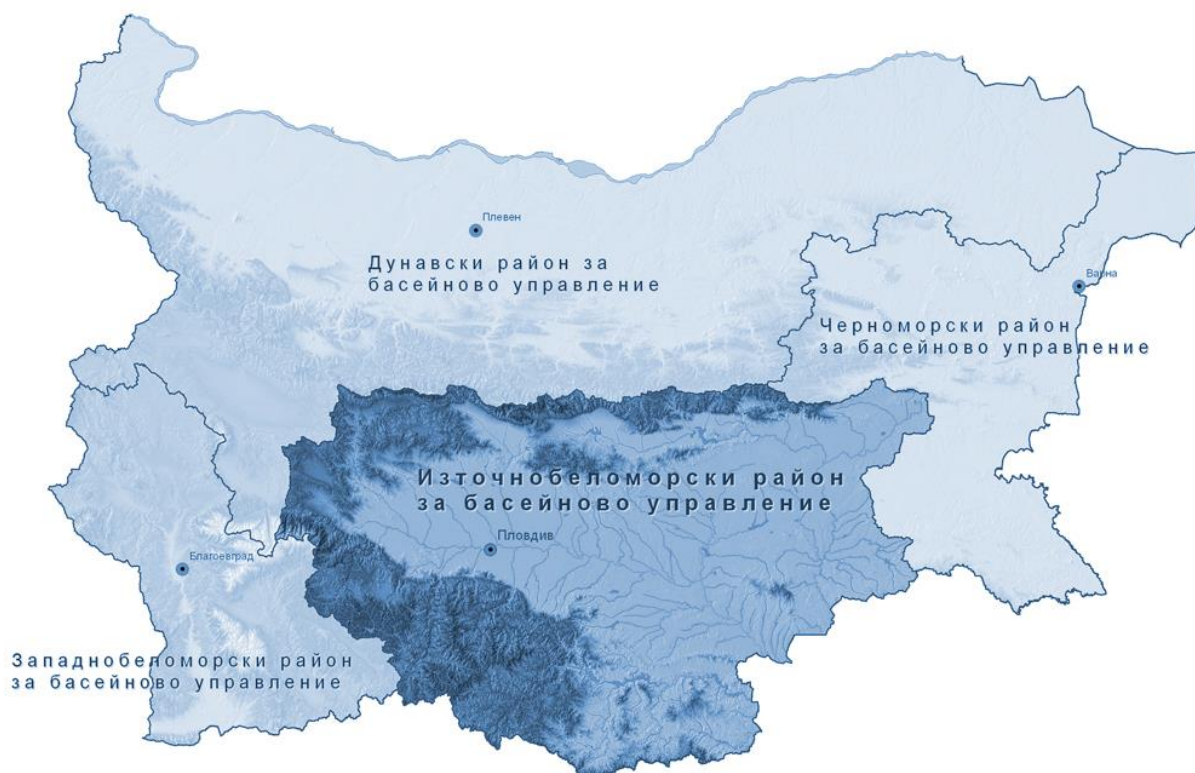 Плевен
Дунавски район за
басейново управление
Варна
Черноморски район
за басейново управление
Източнобеломорски район
за басейново управление
Пловдив
Благоевград
Западнобеломорски район
за басейново управление